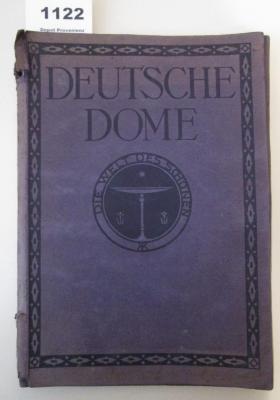 1122
Depot Provenienz
DEUTSCHE
DOME
DIE WELT DES SCHÖNEN